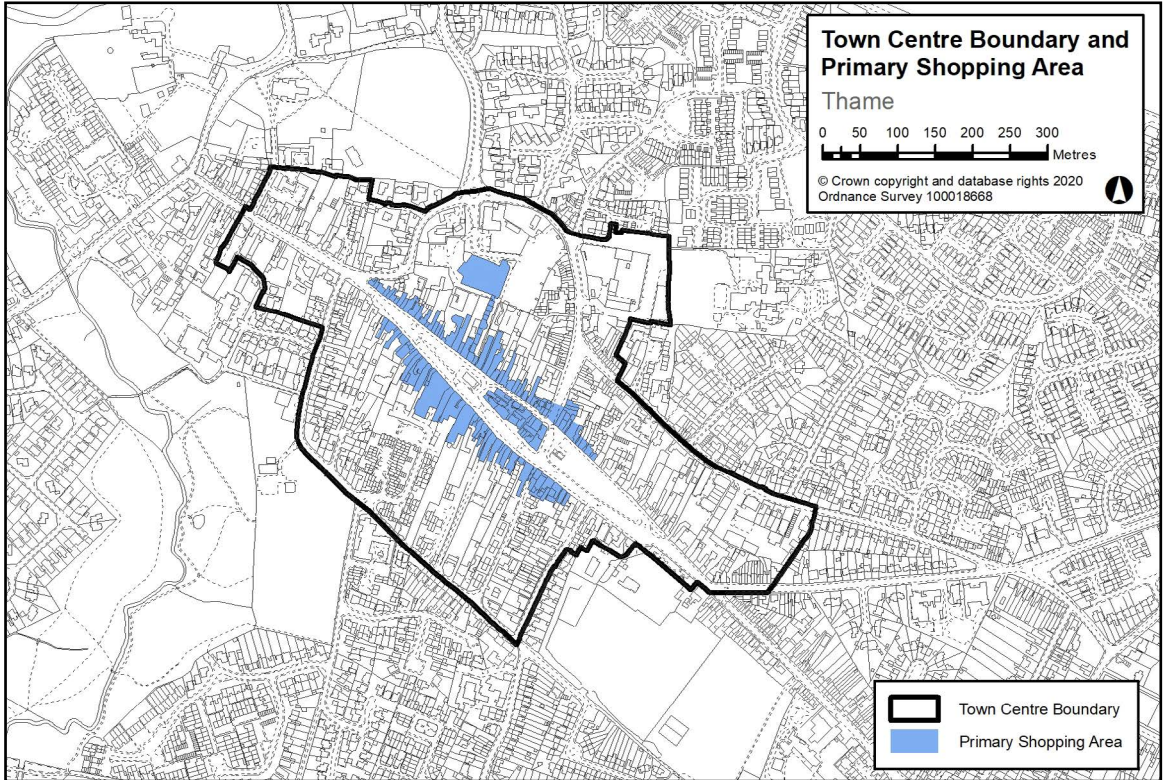 Town Centre Boundary and
Primary Shopping Area
Thame
0 50 100 150 200 250 300
Metres
© Crown copyright and database rights 2020
Ordnance Survey 100018668
Town Centre Boundary
Primary Shopping Area